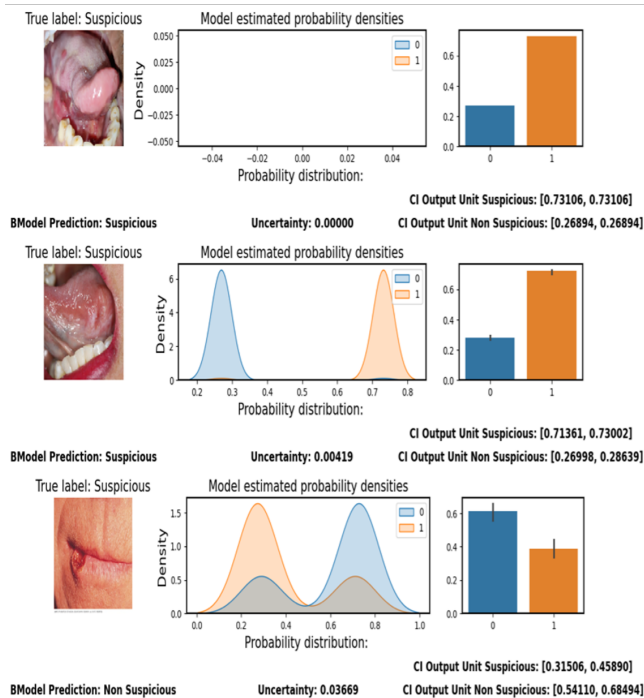 True label: Suspicious
Model estimated probability densities
Density
0.050
0.025
0.000
−0.025
−0.050
−0.04 −0.02 0.00 0.02 0.04
Probability distribution:
0
1
0.6
0.4
0.2
0.0
0 1
CI Output Unit Suspicious: [0.73106, 0.73106]
BModel Prediction: Suspicious Uncertainty: 0.00000 CI Output Unit Non Suspicious: [0.26894, 0.26894]
True label: Suspicious
Model estimated probability densities
Density
6
4
2
0
0.2 0.3 0.4 0.5 0.6 0.7 0.8
Probability distribution:
0
1
0.6
0.4
0.2
0.0
0 1
CI Output Unit Suspicious: [0.71361, 0.73002]
BModel Prediction: Suspicious Uncertainty: 0.00419 CI Output Unit Non Suspicious: [0.26998, 0.28639]
True label: Suspicious
Model estimated probability densities
Density
1.5
1.0
0.5
0.0
0.0 0.2 0.4 0.6 0.8 1.0
Probability distribution:
0
1
0.6
0.4
0.2
0.0
0 1
CI Output Unit Suspicious: [0.31506, 0.45890]
BModel Prediction: Non Suspicious Uncertainty: 0.03669 CI Output Unit Non Suspicious: [0.54110, 0.68494]